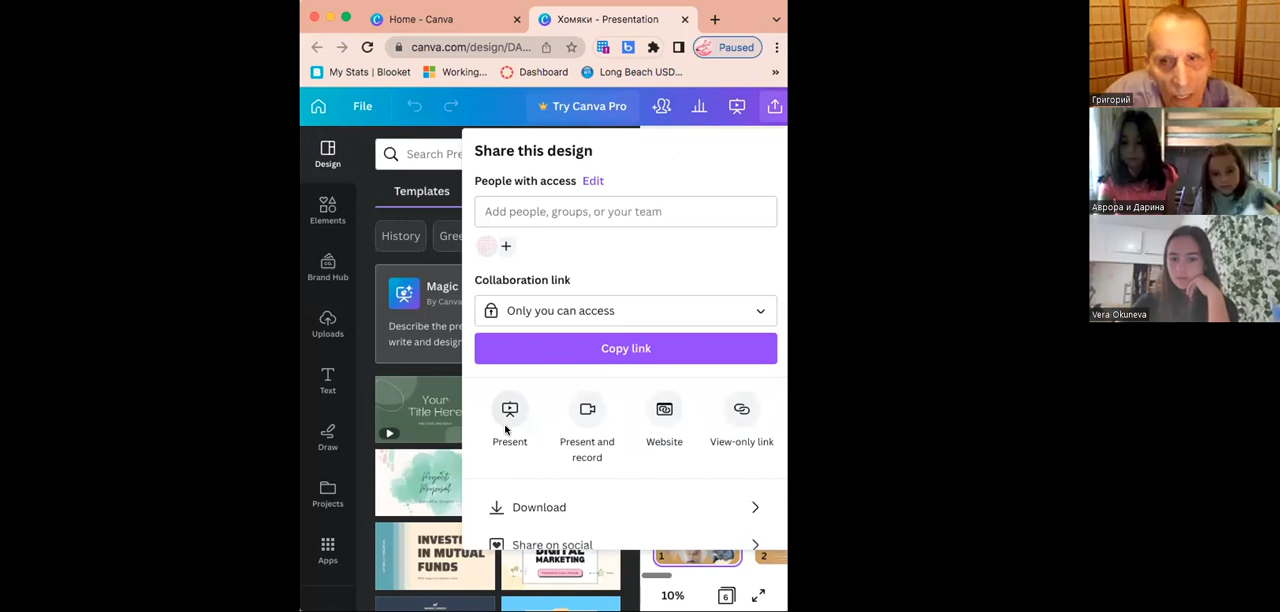 Home - Canva
Хомяки - Presentation
canva.com/design/DA...
Paused
My Stats | Blooket
Working...
Dashboard
Long Beach USD...
File
Try Canva Pro
Design
Elements
Brand Hub
Uploads
Text
Draw
Projects
Apps
Search Pre
Templates
History
Gree
Magic
By Canva
Describe the pre
write and design
Your
Title Here
Project
Proposal
INVESTI
IN MUTUAL
FUNDS
DIGITAL
MARKETING
Share this design
People with access Edit
Add people, groups, or your team
Collaboration link
Only you can access
Copy link
Present
Present and
record
Website
View-only link
Download
Share on social
1
2
10%
6
Григорий
Аврора и Дарина
Vera Okuneva